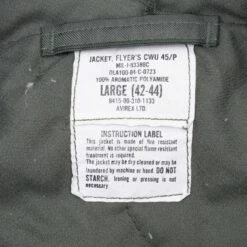 JACKET, FLYER'S CWU 45/P
MIL-J-83388C
DLA100-84-C-0723
100% AROMATIC POLYAMIDE
LARGE (42-44)
8415-00-310-1133
AVIREX LTD.
INSTRUCTION LABEL
This jacket is made of fire resistant
materials. No other special flame resistant
treatment is required.
The jacket may be dry cleaned or may be
laundered by machine or hand. DO NOT
STARCH. Ironing or pressing is not
necessary.